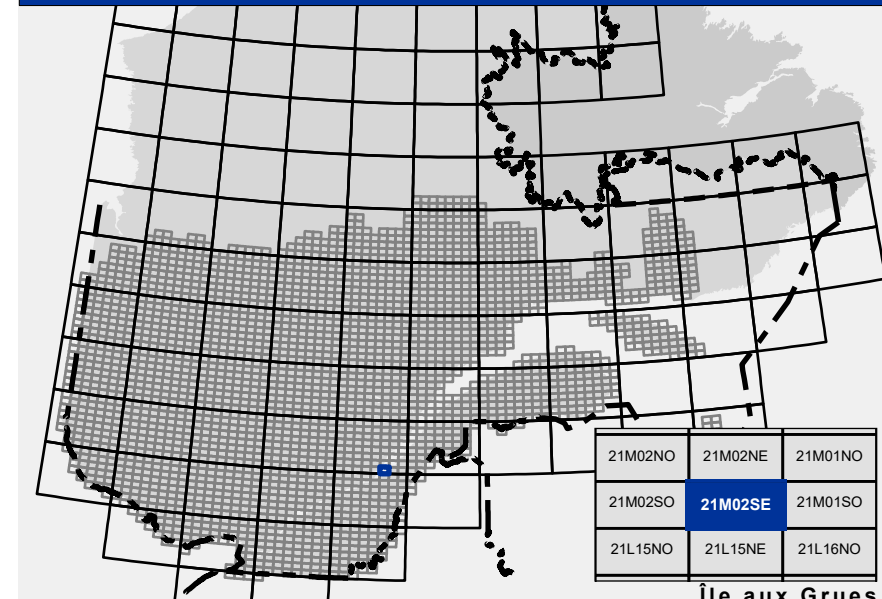 21M02NO 21M02NE 21M01NO
21M02SO 21M02SE 21M01SO
21L15NO 21L15NE 21L16NO
Île aux Grues